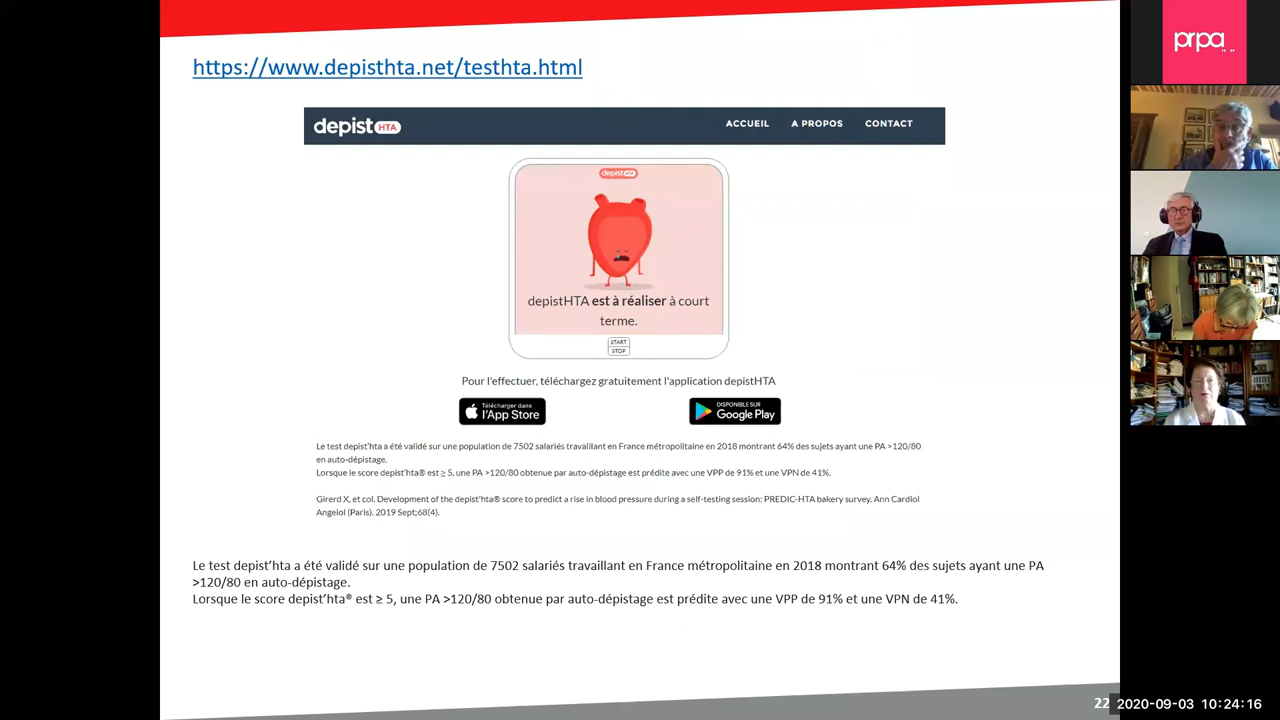 https://www.depisthta.net/testhta.html
prpa
depist HTA
ACCUEIL
A PROPOS
CONTACT
depist HTA
depistHTA est à réaliser à court
terme.
START
STOP
Pour l'effectuer, téléchargez gratuitement l'application depistHTA
Télécharger dans
l'App Store
DISPONIBLE SUR
Google Play
Le test depist'hta a été validé sur une population de 7502 salariés travaillant en France métropolitaine en 2018 montrant 64% des sujets ayant une PA >120/80
en auto-dépistage.
Lorsque le score depist'hta® est ≥ 5, une PA >120/80 obtenue par auto-dépistage est prédite avec une VPP de 91% et une VPN de 41%.
Girerd X, et col. Development of the depist'hta® score to predict a rise in blood pressure during a self-testing session: PREDIC-HTA bakery survey. Ann Cardiol
Angeiol (Paris). 2019 Sept;68(4).
Le test depist’hta a été validé sur une population de 7502 salariés travaillant en France métropolitaine en 2018 montrant 64% des sujets ayant une PA
>120/80 en auto-dépistage.
Lorsque le score depist’hta® est ≥ 5, une PA >120/80 obtenue par auto-dépistage est prédite avec une VPP de 91% et une VPN de 41%.
22
2020-09-03 10:24:16